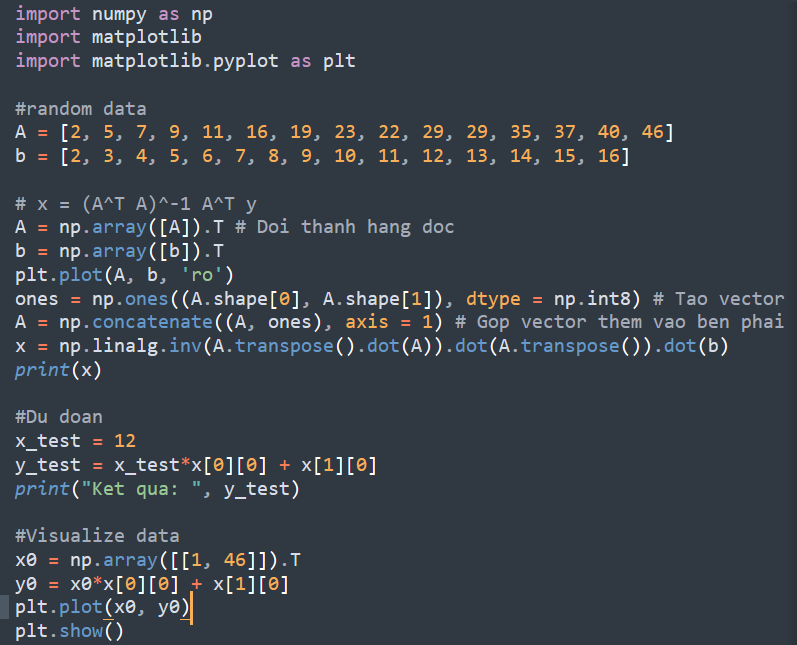 import numpy as np
import matplotlib
import matplotlib.pyplot as plt
#random data
A = [2, 5, 7, 9, 11, 16, 19, 23, 22, 29, 29, 35, 37, 40, 46]
b = [2, 3, 4, 5, 6, 7, 8, 9, 10, 11, 12, 13, 14, 15, 16]
# x = (A^T A)^-1 A^T y
A = np.array([A]).T # Doi thanh hang doc
b = np.array([b]).T
plt.plot(A, b, 'ro')
ones = np.ones((A.shape[0], A.shape[1]), dtype = np.int8) # Tao vector
A = np.concatenate((A, ones), axis = 1) # Gop vector them vao ben phai
x = np.linalg.inv(A.transpose().dot(A)).dot(A.transpose()).dot(b)
print(x)
#Du doan
x_test = 12
y_test = x_test*x[0][0] + x[1][0]
print("Ket qua: ", y_test)
#Visualize data
x0 = np.array([[1, 46]]).T
y0 = x0*x[0][0] + x[1][0]
plt.plot(x0, y0)
plt.show()